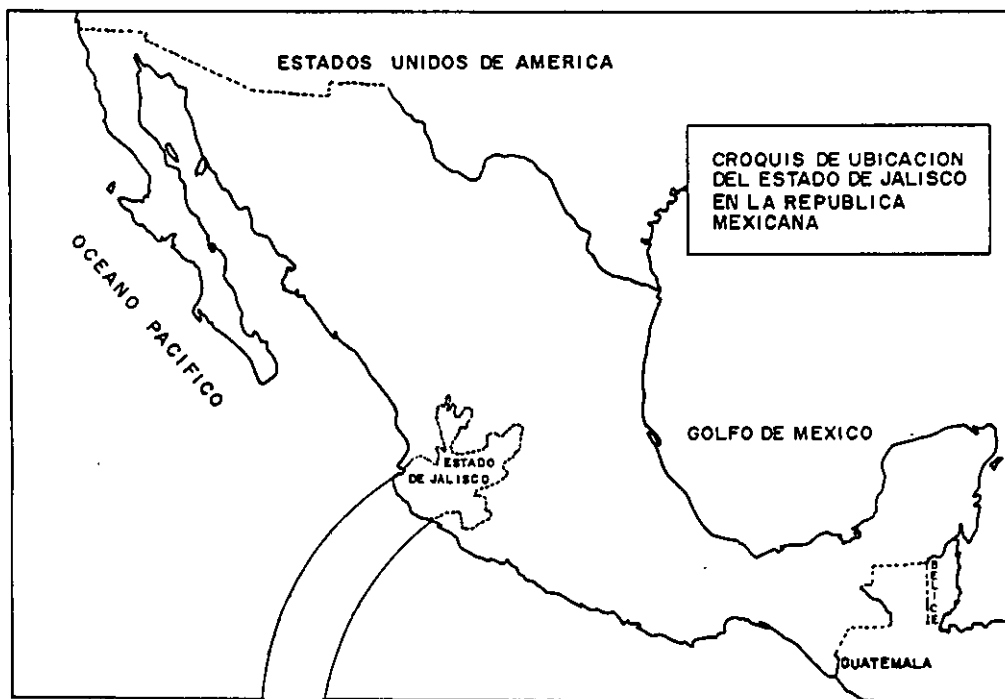 ESTADOS UNIDOS DE AMERICA
CROQUIS DE UBICACION
DEL ESTADO DE JALISCO
EN LA REPUBLICA
MEXICANA
OCEANO PACIFICO
GOLFO DE MEXICO
ESTADO
DE JALISCO
BELICE
GUATEMALA